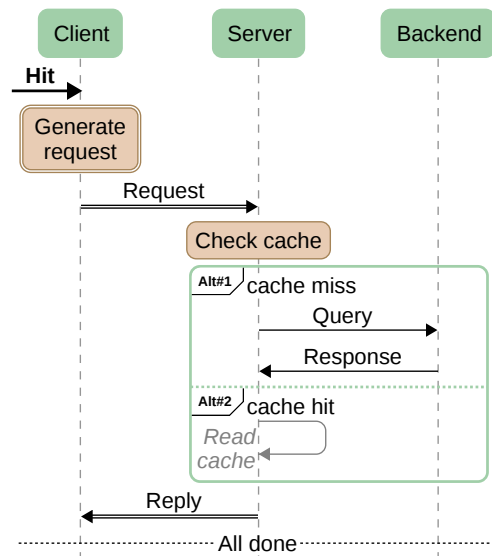 Client Server Backend
Hit
Generate
request
Request
Check cache
Alt#1 cache miss
Query
Response
Alt#2 cache hit
Read
cache
Reply
All done